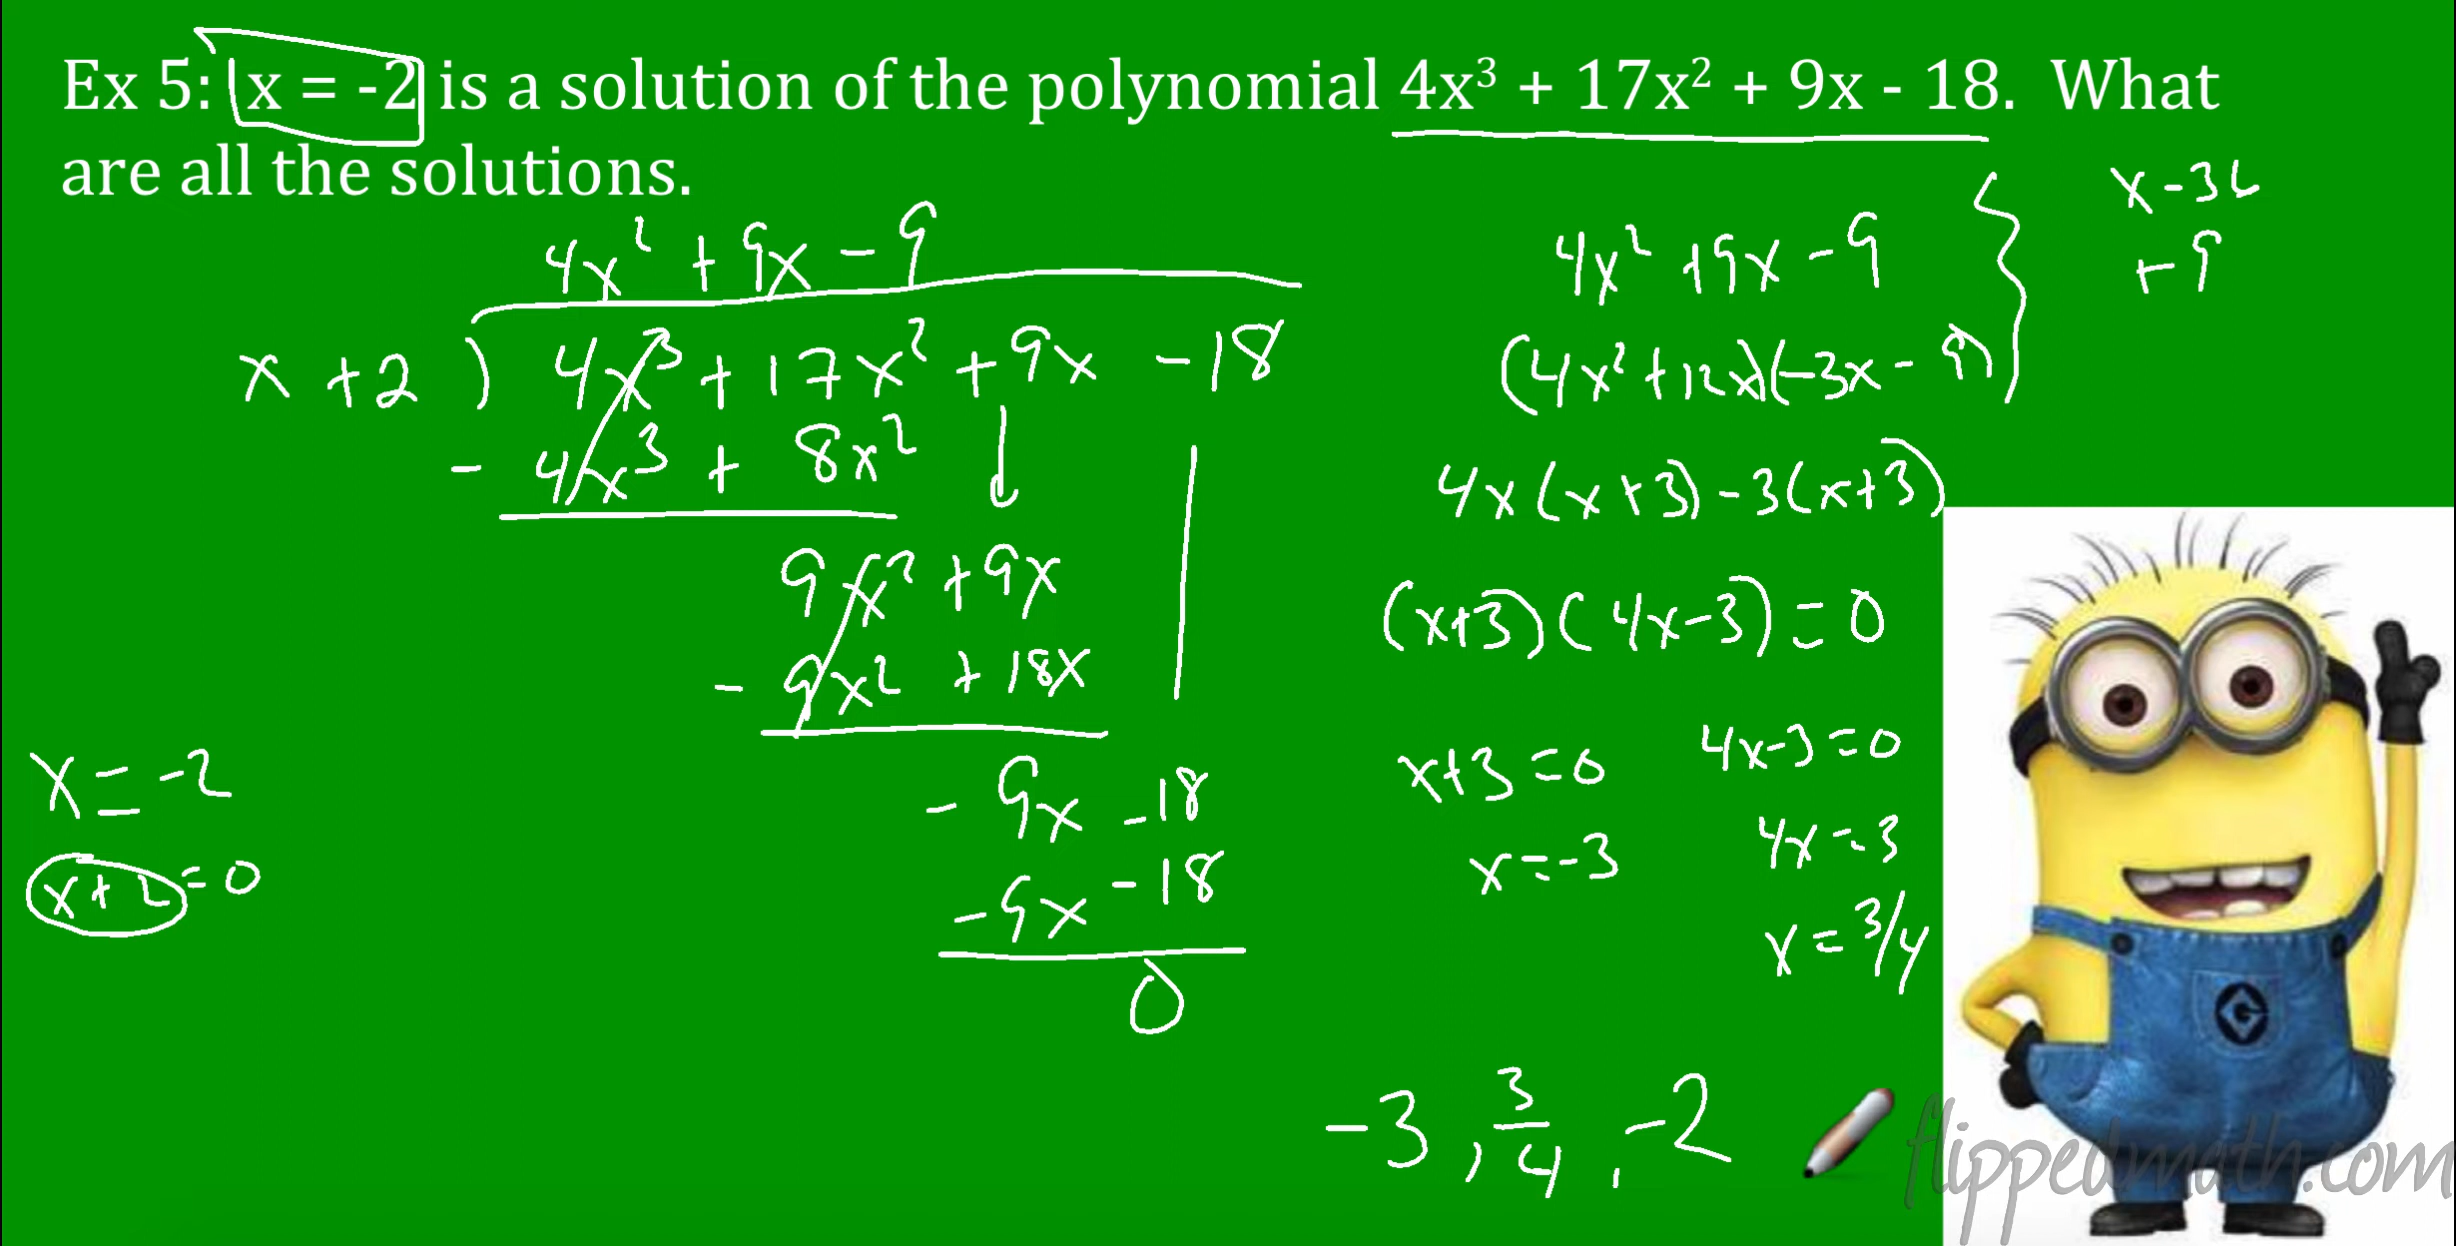 Ex 5: x = -2 is a solution of the polynomial 4x³ + 17x² + 9x - 18. What
are all the solutions.
4x² + 9x - 9
x + 2 ) 4x³ + 17x² + 9x - 18
- 4x³ + 8x²
9x² + 9x
- 9x² + 18x
- 9x - 18
- 9x - 18
0
x = -2
x + 2 = 0
4x² + 9x - 9
(4x² + 12x)(-3x - 9)
4x(x+3) - 3(x+3)
(x+3)(4x-3) = 0
x+3 = 0
x = -3
4x-3 = 0
4x = 3
x = 3/4
x -36
+ 9
-3, 3/4, -2
G
flippedmath.com